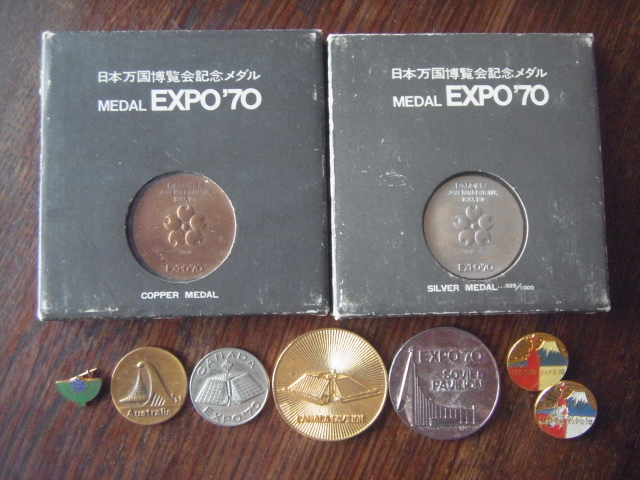 日本万国博覧会記念メダル
MEDAL EXPO'70
EXPO'70
COPPER MEDAL
日本万国博覧会記念メダル
MEDAL EXPO'70
EXPO'70
SILVER MEDAL...925/1000
Australia
CANADA
EXPO'70
CANADA PAVILION
EXPO'70
SOVIET
PAVILION
EXPO'70
EXPO'70